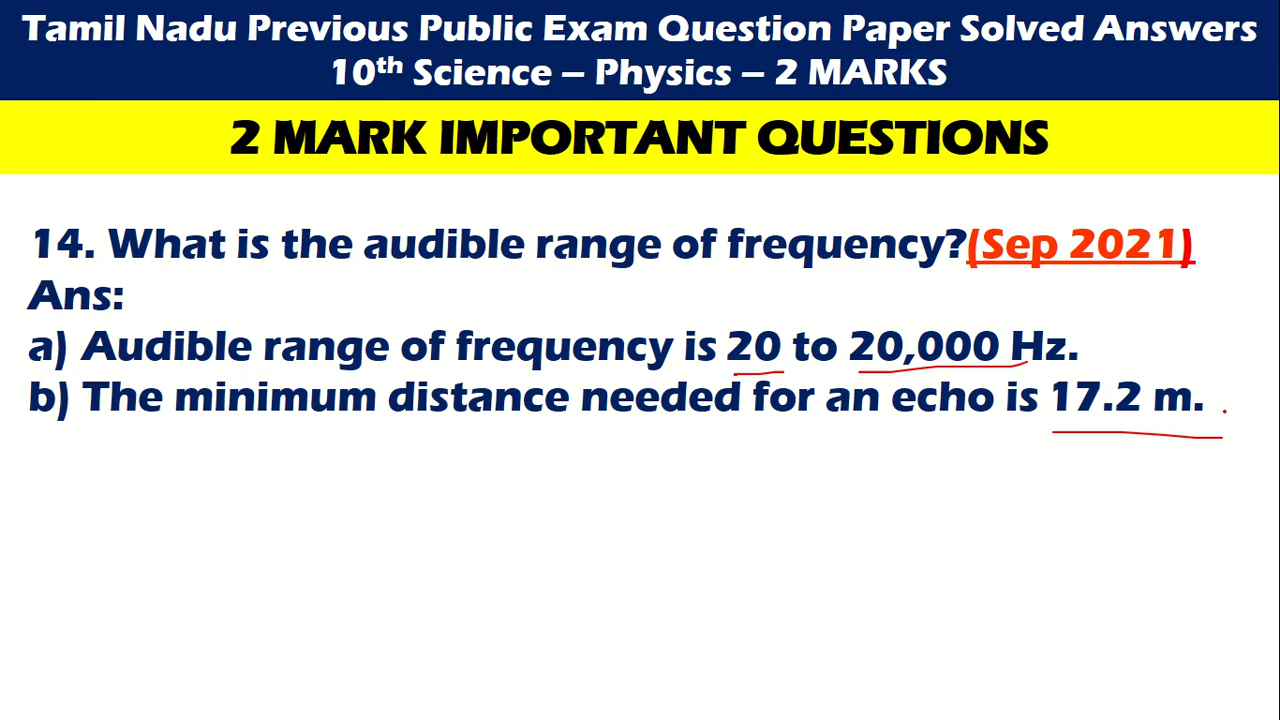 Tamil Nadu Previous Public Exam Question Paper Solved Answers
10th Science – Physics – 2 MARKS
2 MARK IMPORTANT QUESTIONS
14. What is the audible range of frequency?(Sep 2021)
Ans:
a) Audible range of frequency is 20 to 20,000 Hz.
b) The minimum distance needed for an echo is 17.2 m.